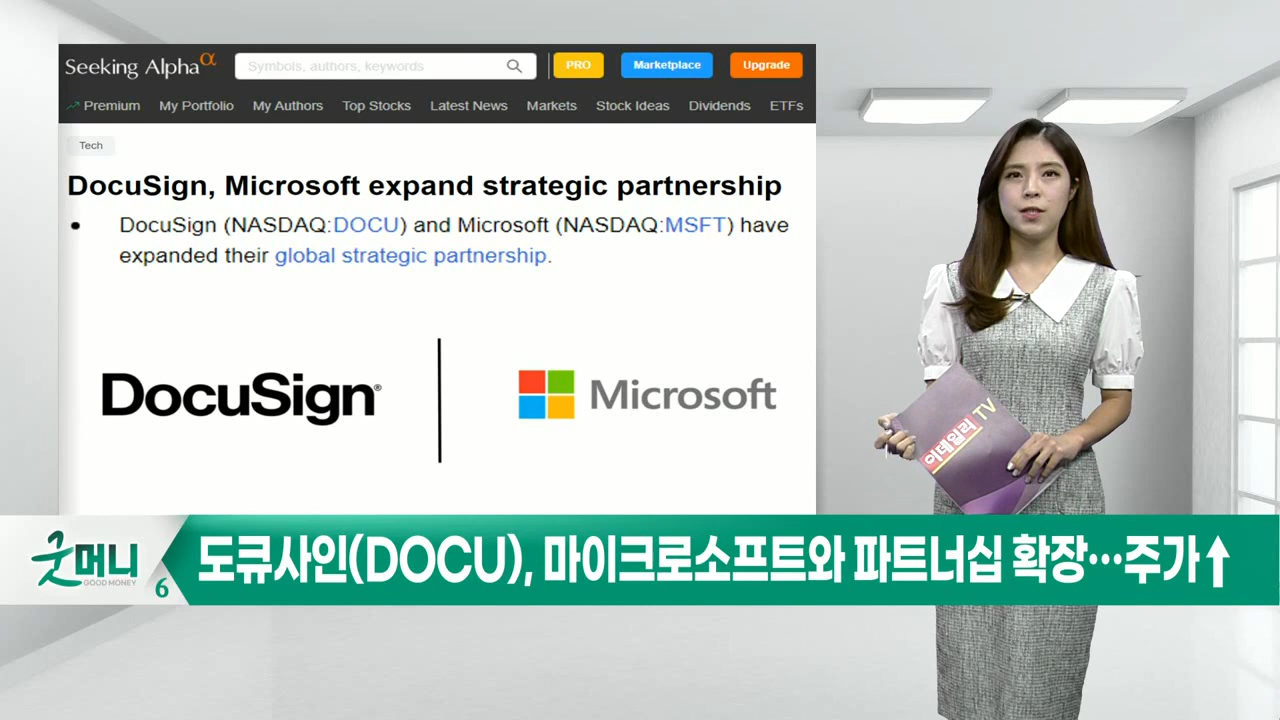 Seeking Alpha α
Symbols, authors, keywords
PRO
Marketplace
Upgrade
Premium My Portfolio My Authors Top Stocks Latest News Markets Stock Ideas Dividends ETFs
Tech
DocuSign, Microsoft expand strategic partnership
• DocuSign (NASDAQ:DOCU) and Microsoft (NASDAQ:MSFT) have
expanded their global strategic partnership.
DocuSign®
Microsoft
이데일리 TV
굿머니
GOOD MONEY
6
도큐사인(DOCU), 마이크로소프트와 파트너십 확장…주가↑